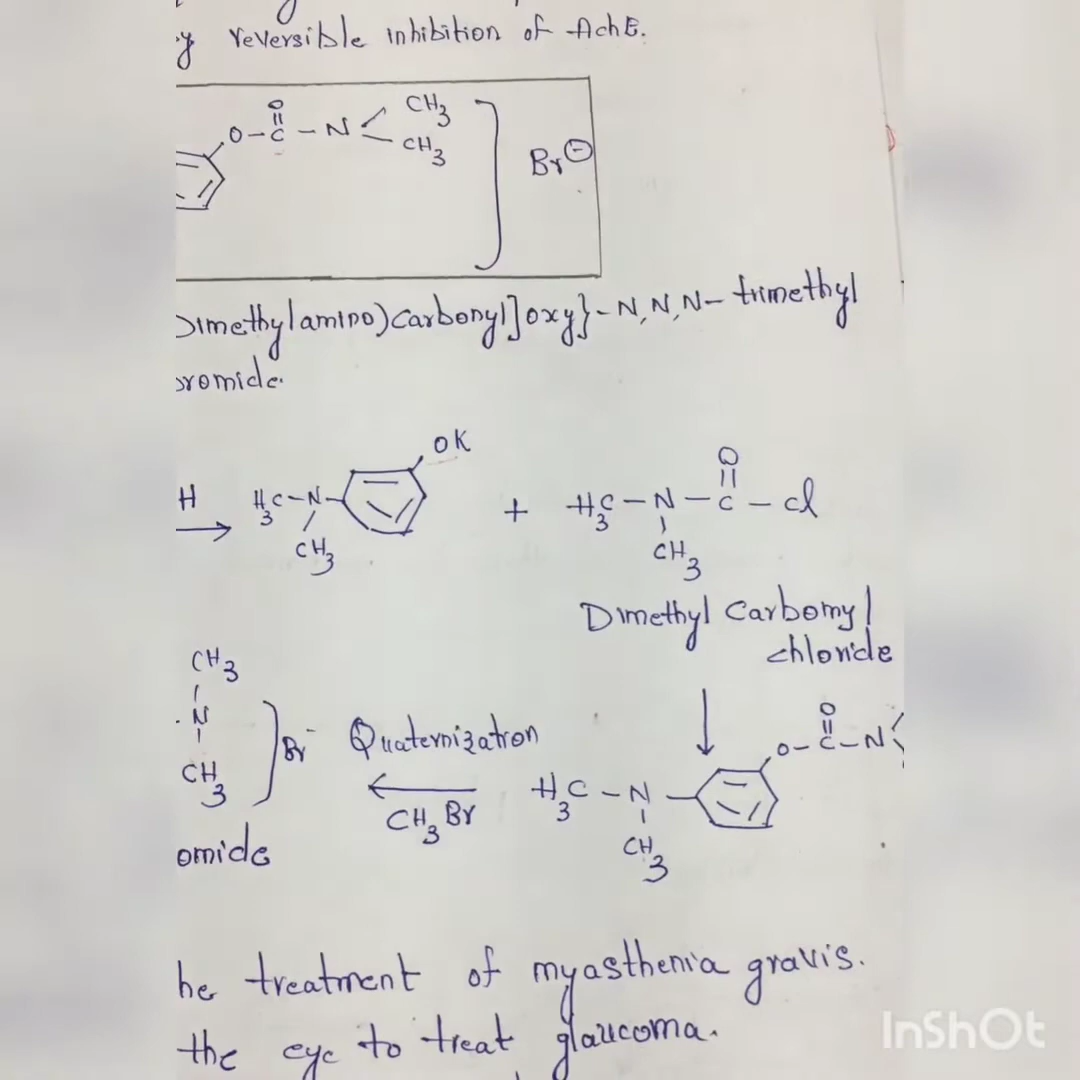 y reversible inhibition of AchE.
O
O-C-N CH3
CH3
Br⊖
Dimethylamino)carbonyl]oxy}-N,N,N- trimethyl
bromide.
OK
H
H3C-N-
CH3
+
O
H3C-N-C-cl
CH3
Dimethyl Carbomyl
chloride
CH3
N
CH3
Br-
Quaternization
CH3 Br
O
O-C-N
H3C-N-
CH3
omide
he treatment of myasthenia gravis.
the eye to treat glaucoma.
InShOt